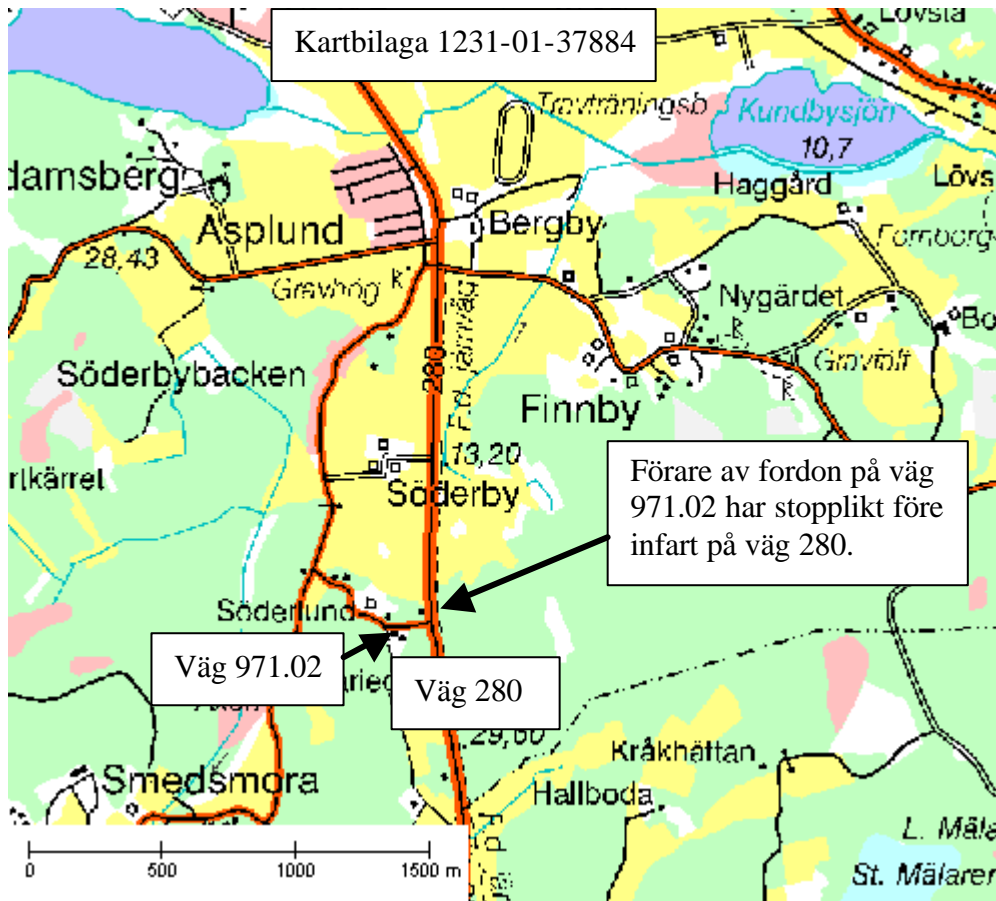 Lövsta
Kartbilaga 1231-01-37884
Travträningsb
Kundbysjön
10,7
damsberg
Haggård
Lövs
Asplund
Bergby
Fornborg
28,43
Gravhög
Nygärdet
Bo
280
F.d. järnväg
Söderbybacken
Gravfält
Finnby
13,20
rtkärret
Söderby
Förare av fordon på väg
971.02 har stopplikt före
infart på väg 280.
Söderlund
Väg 971.02
Väg 280
29,60
Kråkhättan
Smedsmora
Hallboda
L. Mäla
St. Mälaren
0 500 1000 1500 m